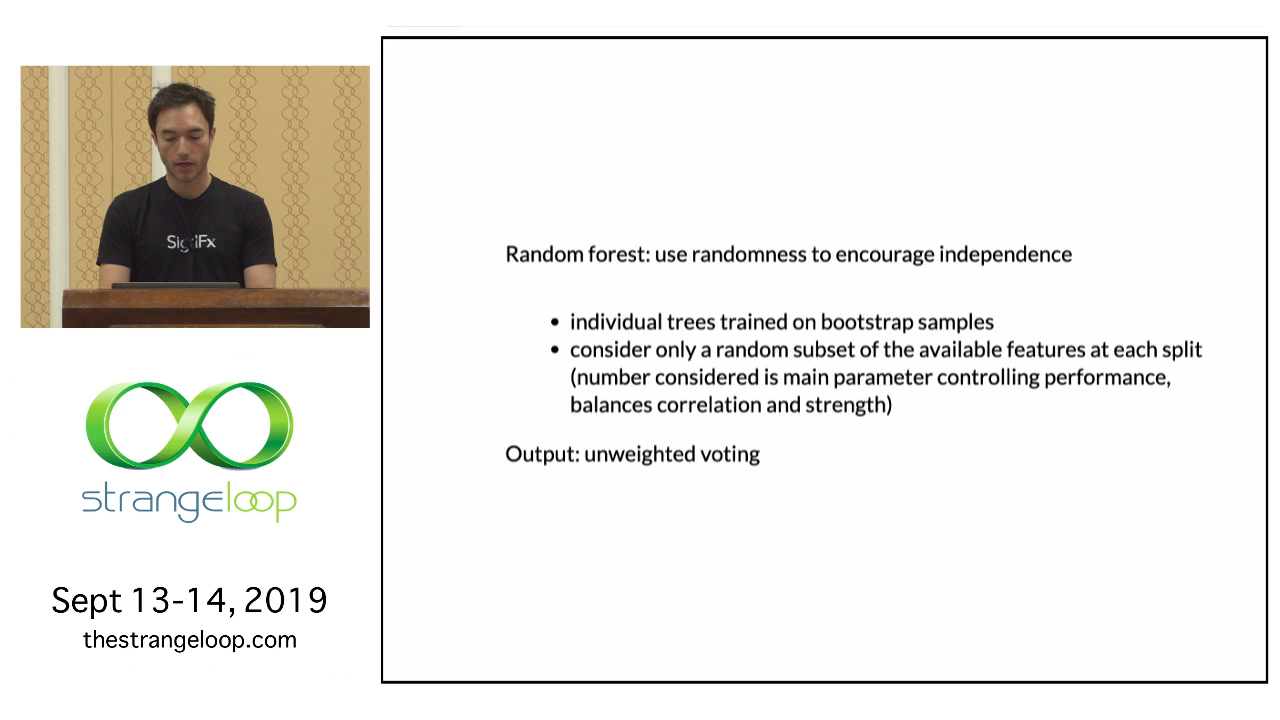 SignalFx
strangeloop
Sept 13-14, 2019
thestrangeloop.com
Random forest: use randomness to encourage independence
• individual trees trained on bootstrap samples
• consider only a random subset of the available features at each split
(number considered is main parameter controlling performance,
balances correlation and strength)
Output: unweighted voting